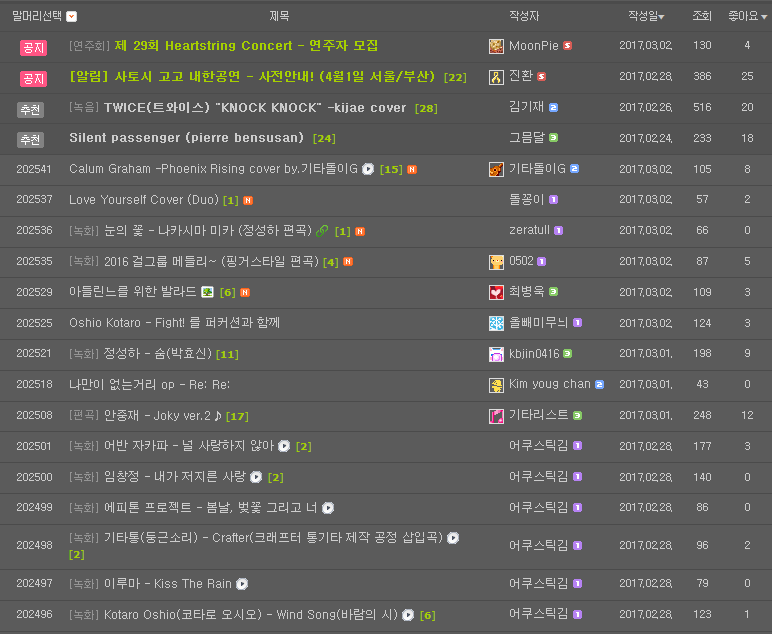 말머리선택 제목 작성자 작성일 조회 좋아요
공지 [연주회] 제 29회 Heartstring Concert - 연주자 모집 MoonPie 5 2017.03.02. 130 4
공지 [알림] 사토시 고고 내한공연 - 사전안내! (4월1일 서울/부산) [22] 진환 5 2017.02.28. 386 25
추천 [녹음] TWICE(트와이스) "KNOCK KNOCK" -kijae cover [28] 김기재 2 2017.02.26. 516 20
추천 Silent passenger (pierre bensusan) [24] 그믐달 3 2017.02.24. 233 18
202541 Calum Graham -Phoenix Rising cover by.기타돌이G [15] N 기타돌이G 2 2017.03.02. 105 8
202537 Love Yourself Cover (Duo) [1] N 돌꽁이 1 2017.03.02. 57 2
202536 [녹화] 눈의 꽃 - 나카시마 미카 (정성하 편곡) [1] N zeratull 1 2017.03.02. 66 0
202535 [녹화] 2016 걸그룹 메들리~ (핑거스타일 편곡) [4] N 0502 1 2017.03.02. 87 5
202529 아들린느를 위한 발라드 [6] N 최병욱 3 2017.03.02. 109 3
202525 Oshio Kotaro - Fight! 를 퍼커션과 함께 올빼미무늬 1 2017.03.02. 124 3
202521 [녹화] 정성하 - 숨(박효신) [11] kbjin0416 3 2017.03.01. 198 9
202518 나만이 없는거리 op - Re: Re: Kim youg chan 2 2017.03.01. 43 0
202508 [편곡] 안중재 - Joky ver.2 ♪ [17] 기타리스트 3 2017.03.01. 248 12
202501 [녹화] 어반 자카파 - 널 사랑하지 않아 [2] 어쿠스틱김 1 2017.02.28. 177 3
202500 [녹화] 임창정 - 내가 저지른 사랑 [2] 어쿠스틱김 1 2017.02.28. 140 0
202499 [녹화] 에피톤 프로젝트 - 봄날, 벚꽃 그리고 너 어쿠스틱김 1 2017.02.28. 86 0
202498 [녹화] 기타통(둥근소리) - Crafter(크래프터 통기타 제작 공정 삽입곡) 어쿠스틱김 1 2017.02.28. 96 2
[2]
202497 [녹화] 이루마 - Kiss The Rain 어쿠스틱김 1 2017.02.28. 79 0
202496 [녹화] Kotaro Oshio(코타로 오시오) - Wind Song(바람의 시) [6] 어쿠스틱김 1 2017.02.28. 123 1